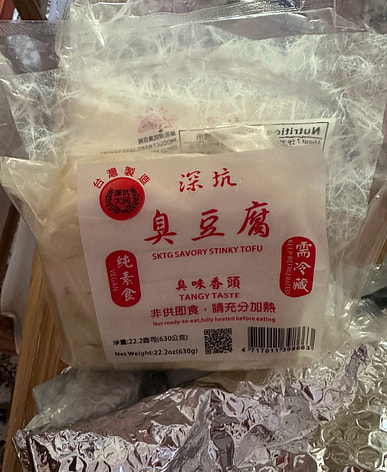 Nutrition
台灣製造
深坑
臭豆腐
SKTG SAVORY STINKY TOFU
純素食
VEGAN
需冷藏
KEEP REFRIGERATED
臭味香頭
TANGY TASTE
非供即食，請充分加熱
Not ready-to-eat,fully heated before eating
淨重:22.2盎司(630公克)
Net Weight:22.2oz(630g)